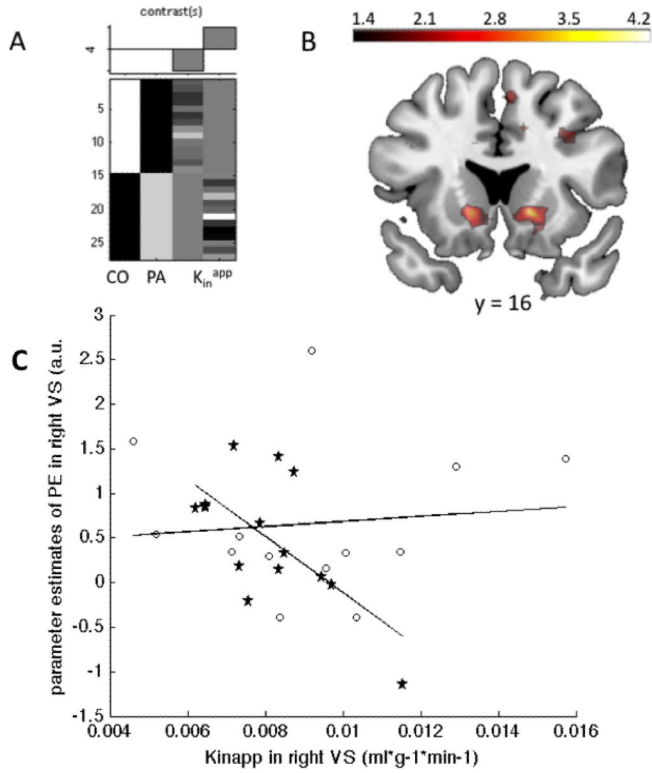 A
contrast(s)
4
5
10
15
20
25
CO PA Kin^app
B
1.4 2.1 2.8 3.5 4.2
y = 16
C
parameter estimates of PE in right VS (a.u.
3
2.5
2
1.5
1
0.5
0
-0.5
-1
-1.5
0.004 0.006 0.008 0.01 0.012 0.014 0.016
Kinapp in right VS (ml*g-1*min-1)